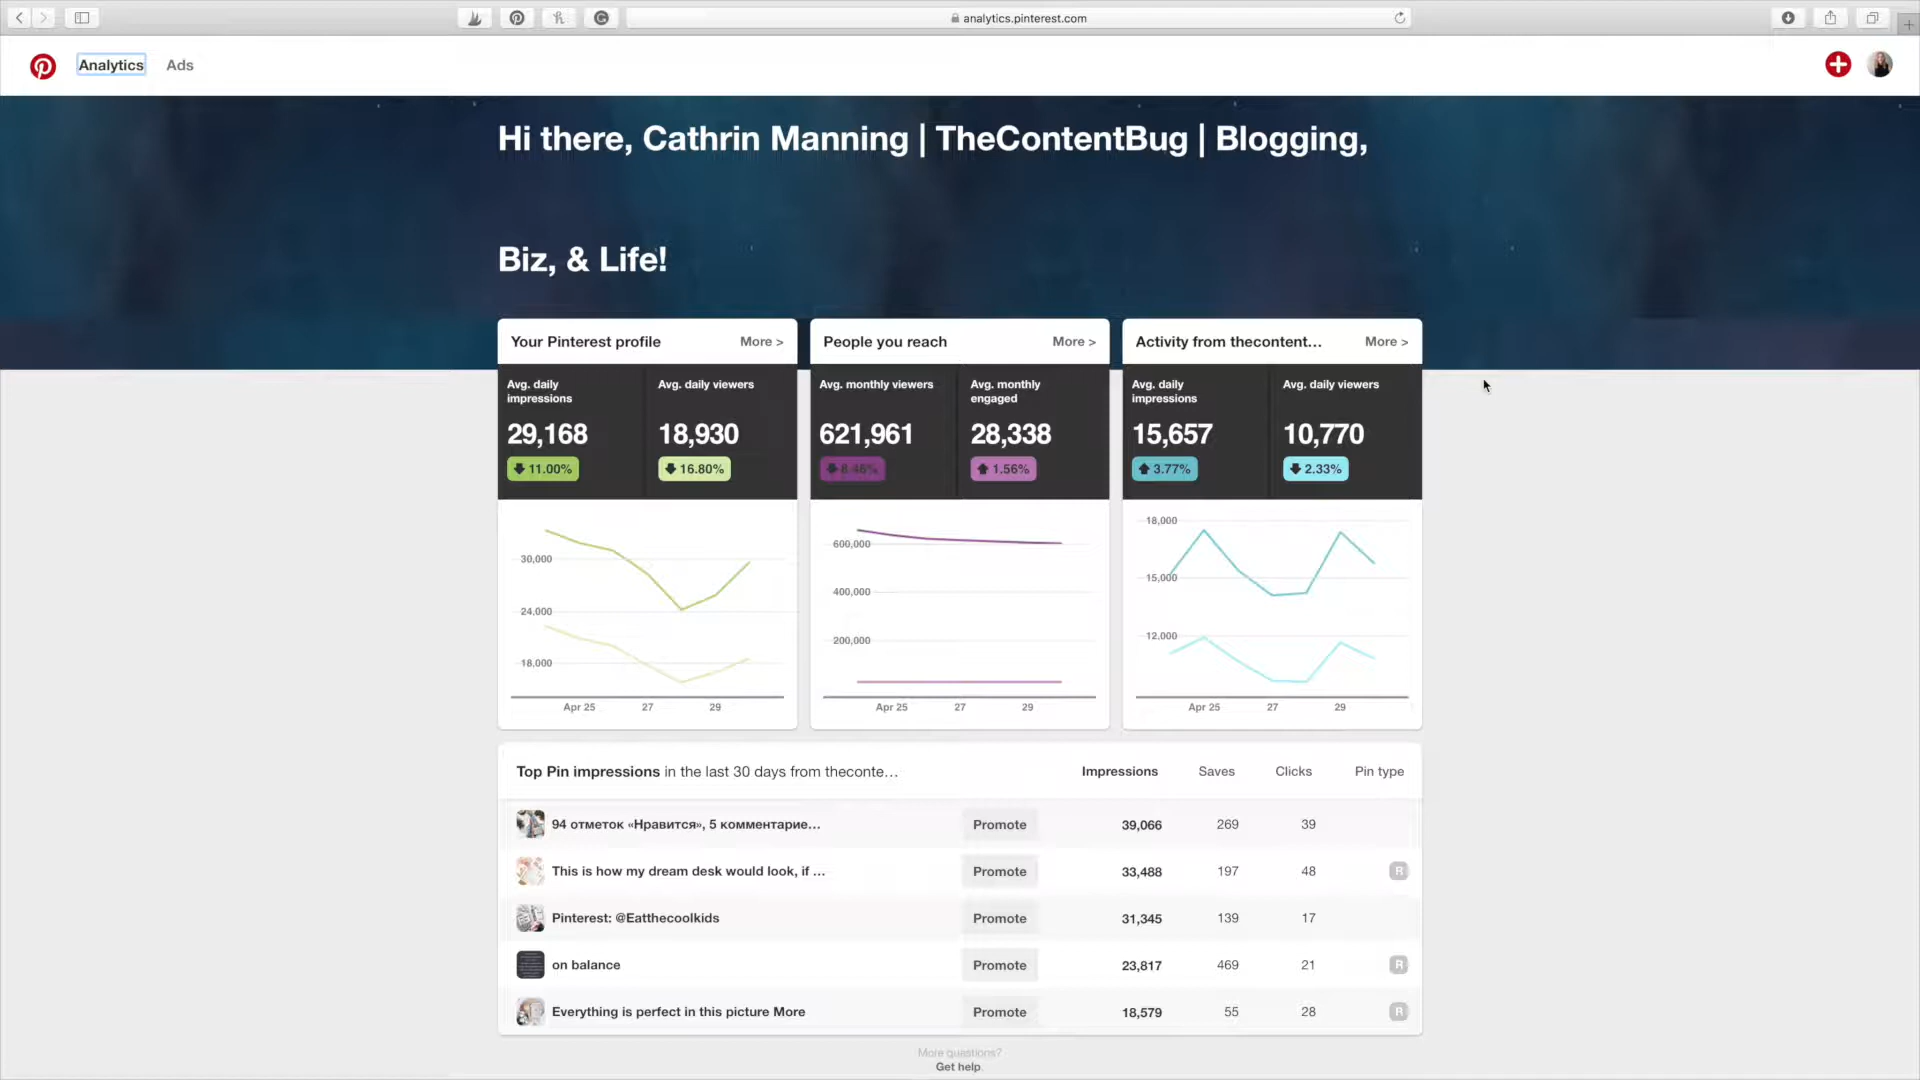 analytics.pinterest.com
Analytics
Ads
Hi there, Cathrin Manning | TheContentBug | Blogging,
Biz, & Life!
Your Pinterest profile
More >
Avg. daily
impressions
29,168
11.00%
Avg. daily viewers
18,930
16.80%
30,000
24,000
18,000
Apr 25
27
29
People you reach
More >
Avg. monthly viewers
621,961
Avg. monthly
engaged
28,338
1.56%
600,000
400,000
200,000
Apr 25
27
29
Activity from thecontent...
More >
Avg. daily
impressions
15,657
3.77%
Avg. daily viewers
10,770
2.33%
18,000
15,000
12,000
Apr 25
27
29
Top Pin impressions in the last 30 days from theconte...
Impressions Saves Clicks Pin type
94 отметок «Нравится», 5 комментарие... Promote 39,066 269 39
This is how my dream desk would look, if ... Promote 33,488 197 48 R
Pinterest: @Eatthecoolkids Promote 31,345 139 17
on balance Promote 23,817 469 21 R
Everything is perfect in this picture More Promote 18,579 55 28 R
More questions?
Get help.